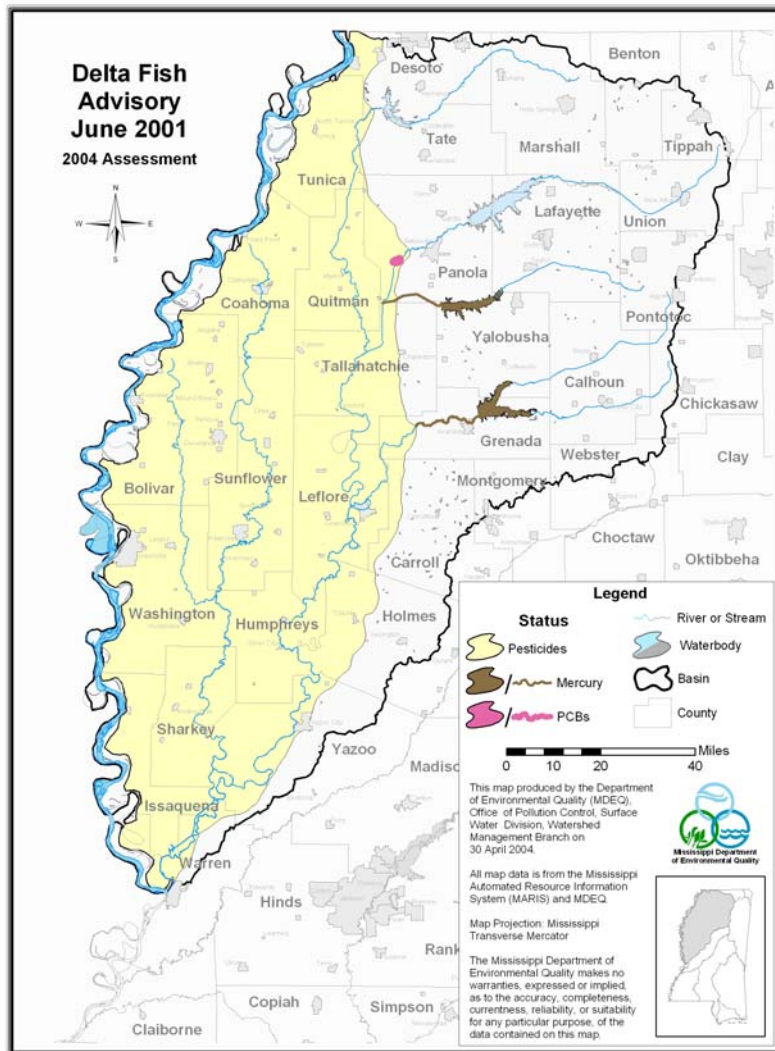 Delta Fish
Advisory
June 2001
2004 Assessment
N
W
E
S
Desoto
Benton
Tate
Marshall
Tippah
Tunica
Lafayette
Union
Panola
Coahoma
Quitman
Pontotoc
Yalobusha
Tallahatchie
Calhoun
Chickasaw
Grenada
Webster
Clay
Bolivar
Sunflower
Leflore
Montgomery
Choctaw
Oktibbeha
Carroll
Washington
Humphreys
Holmes
Sharkey
Yazoo
Madis
Issaquena
Warren
Hinds
Rank
Copiah
Simpson
Claiborne
Legend
Status
Pesticides
/ Mercury
/ PCBs
River or Stream
Waterbody
Basin
County
0 5 10 20 40 Miles
This map produced by the Department
of Environmental Quality (MDEQ),
Office of Pollution Control, Surface
Water Division, Watershed
Management Branch on
30 April 2004.
Mississippi Department
of Environmental Quality
All map data is from the Mississippi
Automated Resource Information
System (MARIS) and MDEQ.
Map Projection: Mississippi
Transverse Mercator
The Mississippi Department of
Environmental Quality makes no
warranties, expressed or implied,
as to the accuracy, completeness,
currentness, reliability, or suitability
for any particular purpose, of the
data contained on this map.